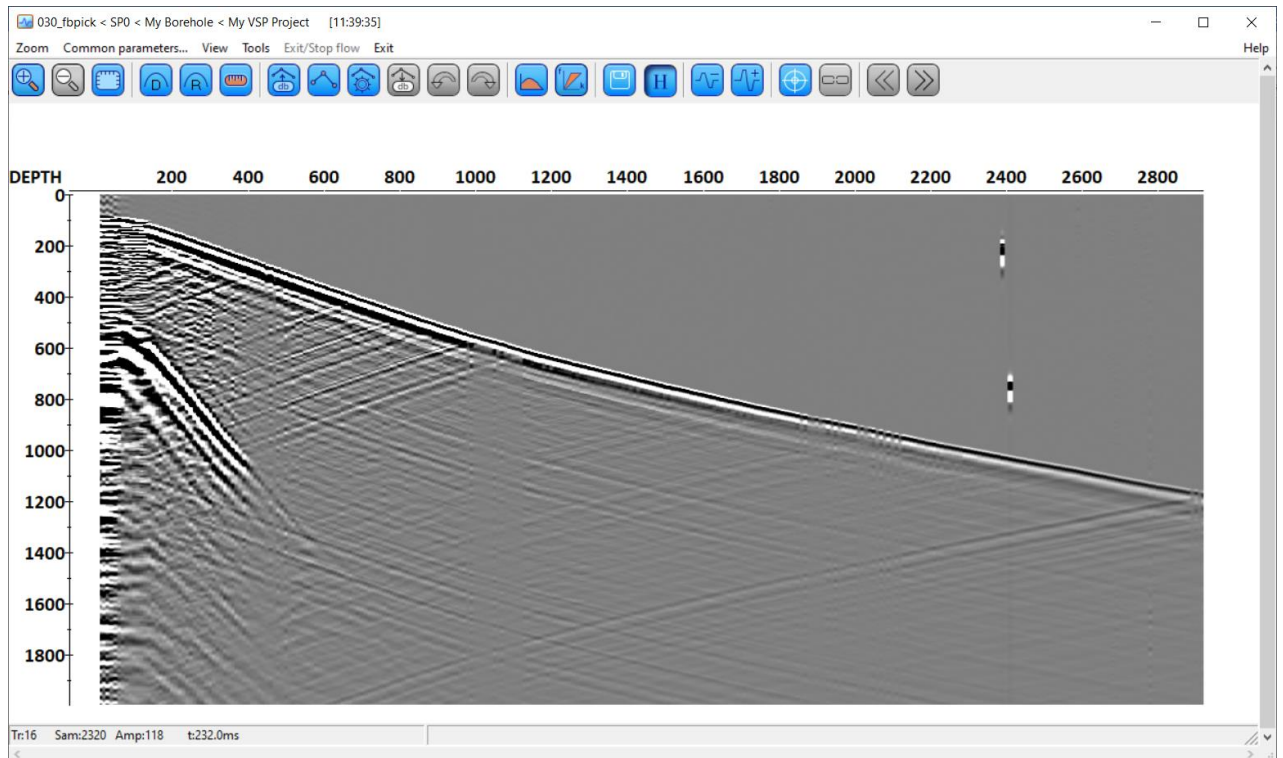 030_fbpick < SP0 < My Borehole < My VSP Project [11:39:35]
Zoom Common parameters... View Tools Exit/Stop flow Exit Help
D R db db H
DEPTH 200 400 600 800 1000 1200 1400 1600 1800 2000 2200 2400 2600 2800
0
200
400
600
800
1000
1200
1400
1600
1800
Tr:16 Sam:2320 Amp:118 t:232.0ms